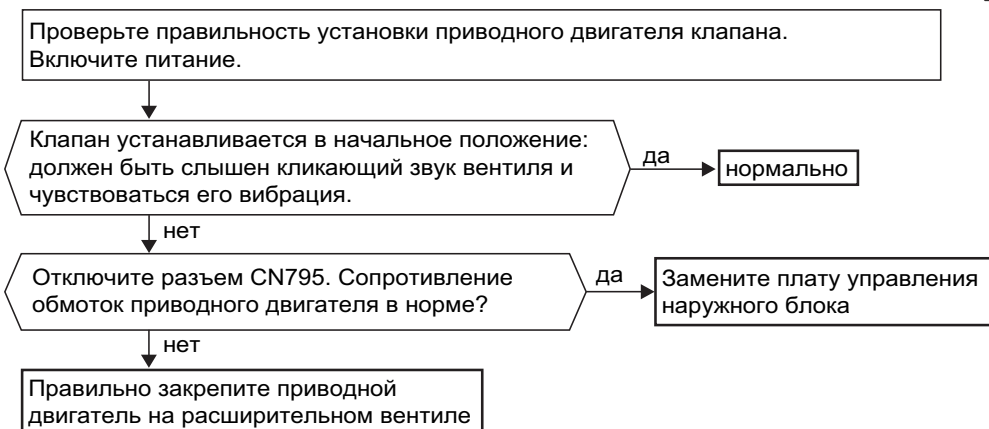 Проверьте правильность установки приводного двигателя клапана.
Включите питание.
Клапан устанавливается в начальное положение:
должен быть слышен кликающий звук вентиля и
чувствоваться его вибрация.
да
нормально
нет
Отключите разъем CN795. Сопротивление
обмоток приводного двигателя в норме?
да
Замените плату управления
наружного блока
нет
Правильно закрепите приводной
двигатель на расширительном вентиле